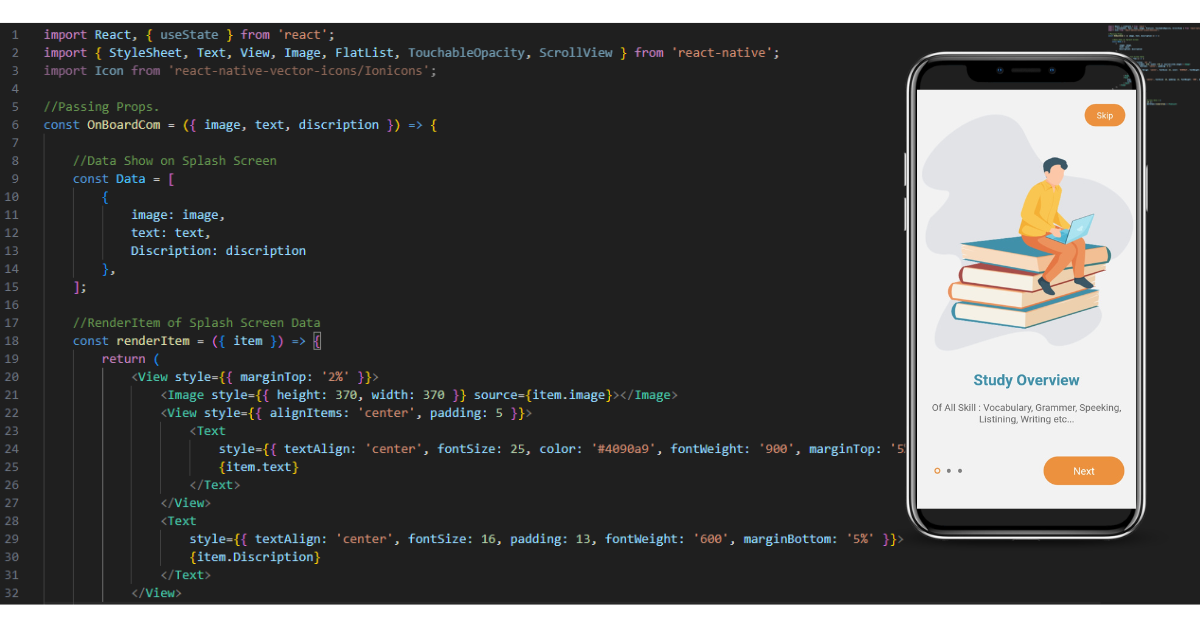 1 import React, { useState } from 'react';
2 import { StyleSheet, Text, View, Image, FlatList, TouchableOpacity, ScrollView } from 'react-native';
3 import Icon from 'react-native-vector-icons/Ionicons';
4
5 //Passing Props.
6 const OnBoardCom = ({ image, text, discription }) => {
7
8 //Data Show on Splash Screen
9 const Data = [
10 {
11 image: image,
12 text: text,
13 Discription: discription
14 },
15 ];
16
17 //RenderItem of Splash Screen Data
18 const renderItem = ({ item }) => {
19 return (
20 <View style={{ marginTop: '2%' }}>
21 <Image style={{ height: 370, width: 370 }} source={item.image}></Image>
22 <View style={{ alignItems: 'center', padding: 5 }}>
23 <Text
24 style={{ textAlign: 'center', fontSize: 25, color: '#4090a9', fontWeight: '900', marginTop: '5%
25 {item.text}
26 </Text>
27 </View>
28 <Text
29 style={{ textAlign: 'center', fontSize: 16, padding: 13, fontWeight: '600', marginBottom: '5%' }}>
30 {item.Discription}
31 </Text>
32 </View>
Skip
Study Overview
Of All Skill : Vocabulary, Grammer, Speeking,
Listining, Writing etc...
Next